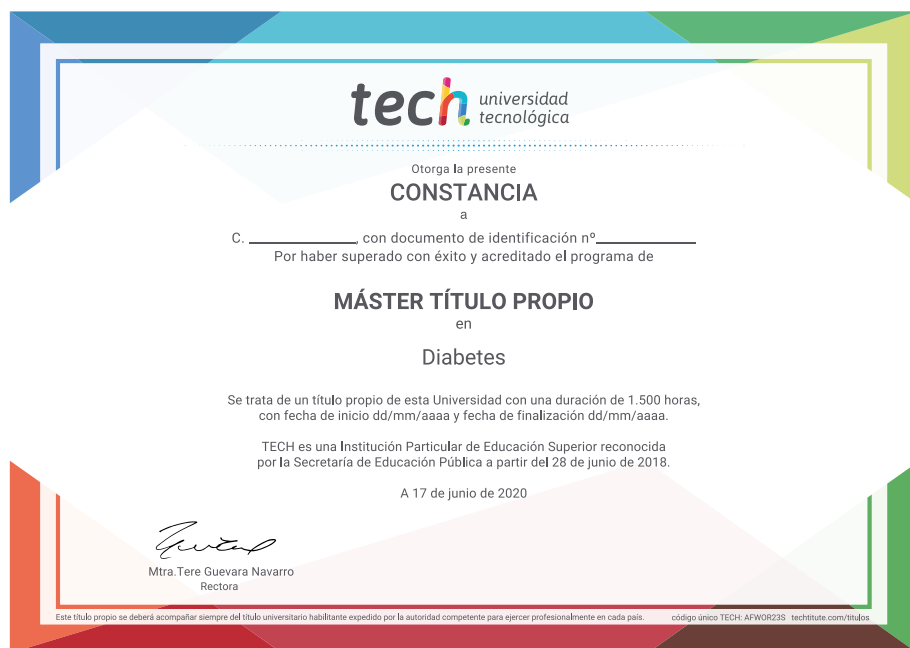 tech universidad
tecnológica
Otorga la presente
CONSTANCIA
a
C. ____________, con documento de identificación nº____________
Por haber superado con éxito y acreditado el programa de
MÁSTER TÍTULO PROPIO
en
Diabetes
Se trata de un título propio de esta Universidad con una duración de 1.500 horas,
con fecha de inicio dd/mm/aaaa y fecha de finalización dd/mm/aaaa.
TECH es una Institución Particular de Educación Superior reconocida
por la Secretaría de Educación Pública a partir del 28 de junio de 2018.
A 17 de junio de 2020
Mtra.Tere Guevara Navarro
Rectora
Este título propio se deberá acompañar siempre del título universitario habilitante expedido por la autoridad competente para ejercer profesionalmente en cada país. código único TECH: AFWOR23S techtitute.com/titulos